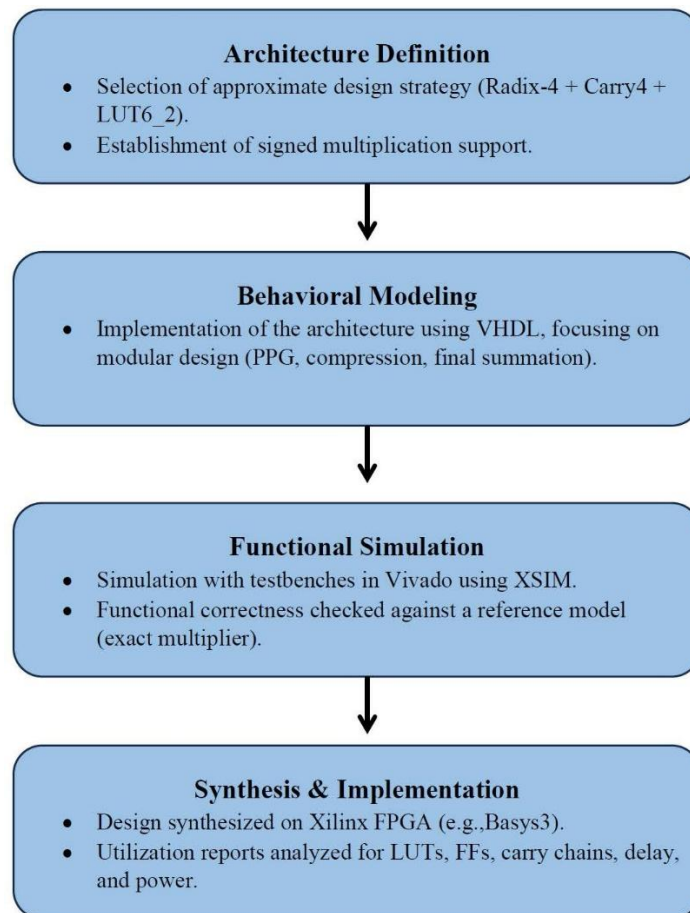 Architecture Definition
• Selection of approximate design strategy (Radix-4 + Carry4 +
LUT6_2).
• Establishment of signed multiplication support.
Behavioral Modeling
• Implementation of the architecture using VHDL, focusing on
modular design (PPG, compression, final summation).
Functional Simulation
• Simulation with testbenches in Vivado using XSIM.
• Functional correctness checked against a reference model
(exact multiplier).
Synthesis & Implementation
• Design synthesized on Xilinx FPGA (e.g.,Basys3).
• Utilization reports analyzed for LUTs, FFs, carry chains, delay,
and power.